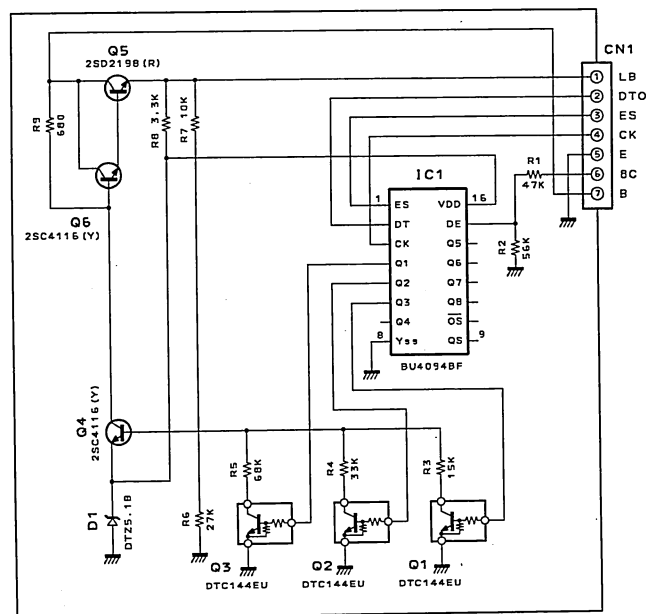 Q5
2SD2198(R)
CN1
1 LB
2 DTO
3 ES
4 CK
5 E
6 8C
7 B
R9
680
R8 3.3K
R7 10K
R1
47K
R2
56K
IC1
1 ES VDD 16
DT DE
CK Q5
Q1 Q6
Q2 Q7
Q3 Q8
Q4 OS
8 Vss QS 9
BU4094BF
Q6
2SC4116(Y)
Q4
2SC4116(Y)
R5
68K
R4
33K
R3
15K
D1
DTZ5.1B
R6
27K
Q3
DTC144EU
Q2
DTC144EU
Q1
DTC144EU